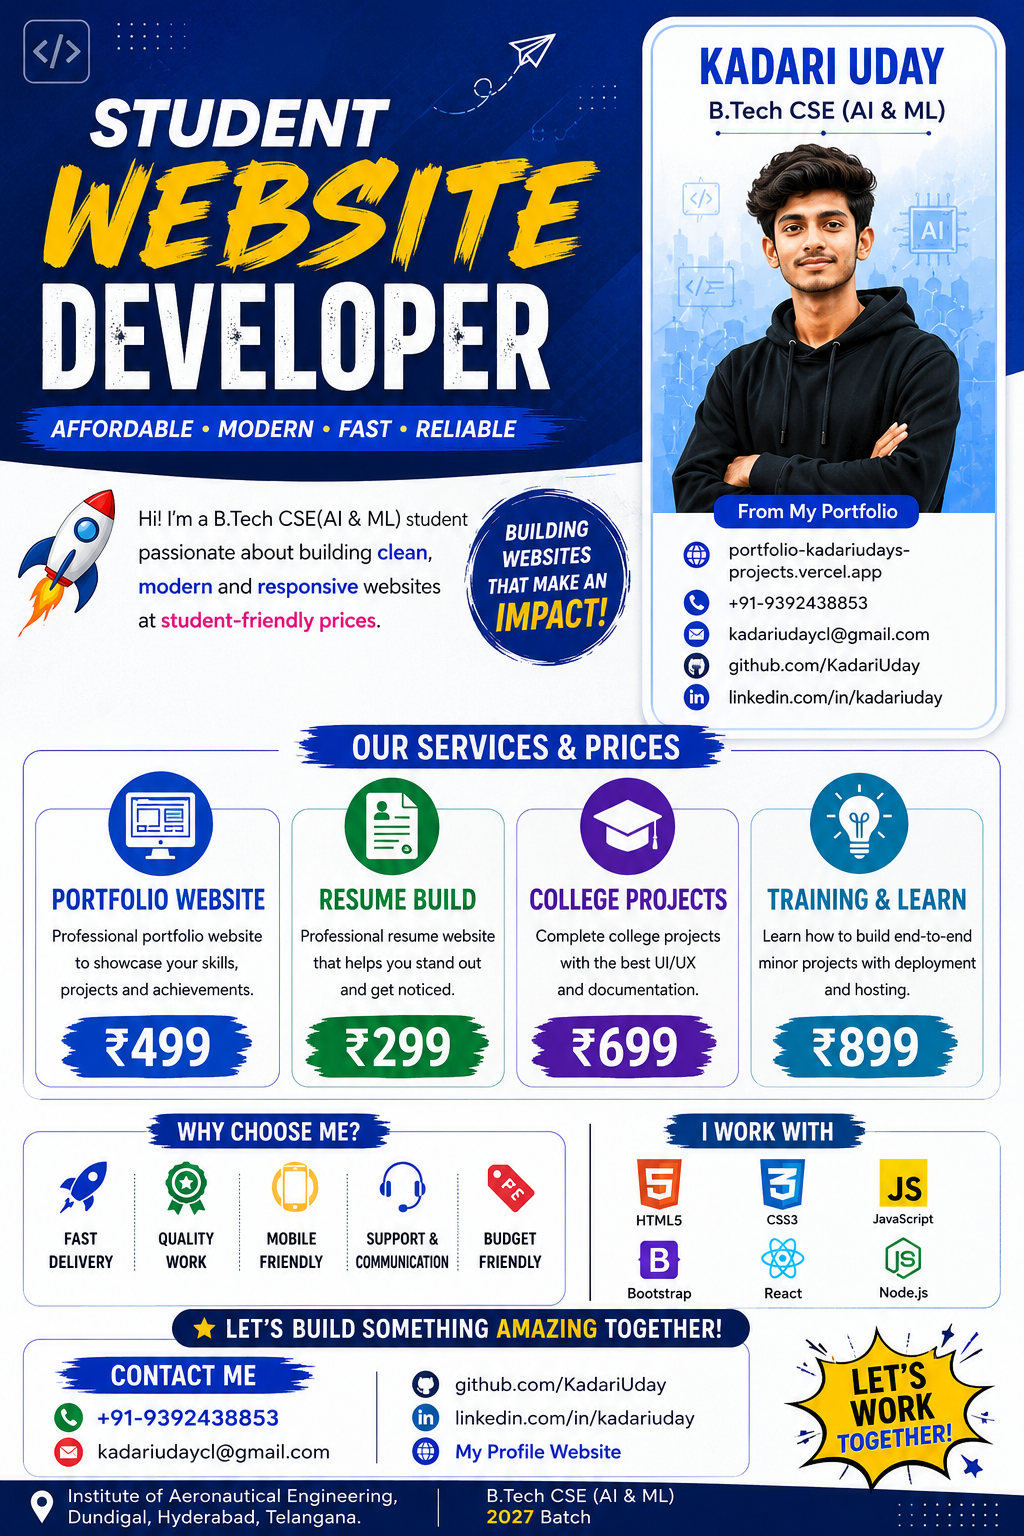 </>
STUDENT
WEBSITE
DEVELOPER
AFFORDABLE • MODERN • FAST • RELIABLE
KADARI UDAY
B.Tech CSE (AI & ML)
</>
AI
</>
From My Portfolio
portfolio-kadariudays-
projects.vercel.app
+91-9392438853
kadariudaycl@gmail.com
github.com/KadariUday
in linkedin.com/in/kadariuday
Hi! I'm a B.Tech CSE(AI & ML) student
passionate about building clean,
modern and responsive websites
at student-friendly prices.
BUILDING
WEBSITES
THAT MAKE AN
IMPACT!
OUR SERVICES & PRICES
PORTFOLIO WEBSITE
Professional portfolio website
to showcase your skills,
projects and achievements.
₹499
RESUME BUILD
Professional resume website
that helps you stand out
and get noticed.
₹299
COLLEGE PROJECTS
Complete college projects
with the best UI/UX
and documentation.
₹699
TRAINING & LEARN
Learn how to build end-to-end
minor projects with deployment
and hosting.
₹899
WHY CHOOSE ME?
FAST
DELIVERY
QUALITY
WORK
MOBILE
FRIENDLY
SUPPORT &
COMMUNICATION
BUDGET
FRIENDLY
I WORK WITH
5
HTML5
3
CSS3
JS
JavaScript
B
Bootstrap
React
JS
Node.js
LET'S BUILD SOMETHING AMAZING TOGETHER!
CONTACT ME
+91-9392438853
kadariudaycl@gmail.com
github.com/KadariUday
in linkedin.com/in/kadariuday
My Profile Website
LET'S
WORK
TOGETHER!
Institute of Aeronautical Engineering,
Dundigal, Hyderabad, Telangana.
B.Tech CSE (AI & ML)
2027 Batch